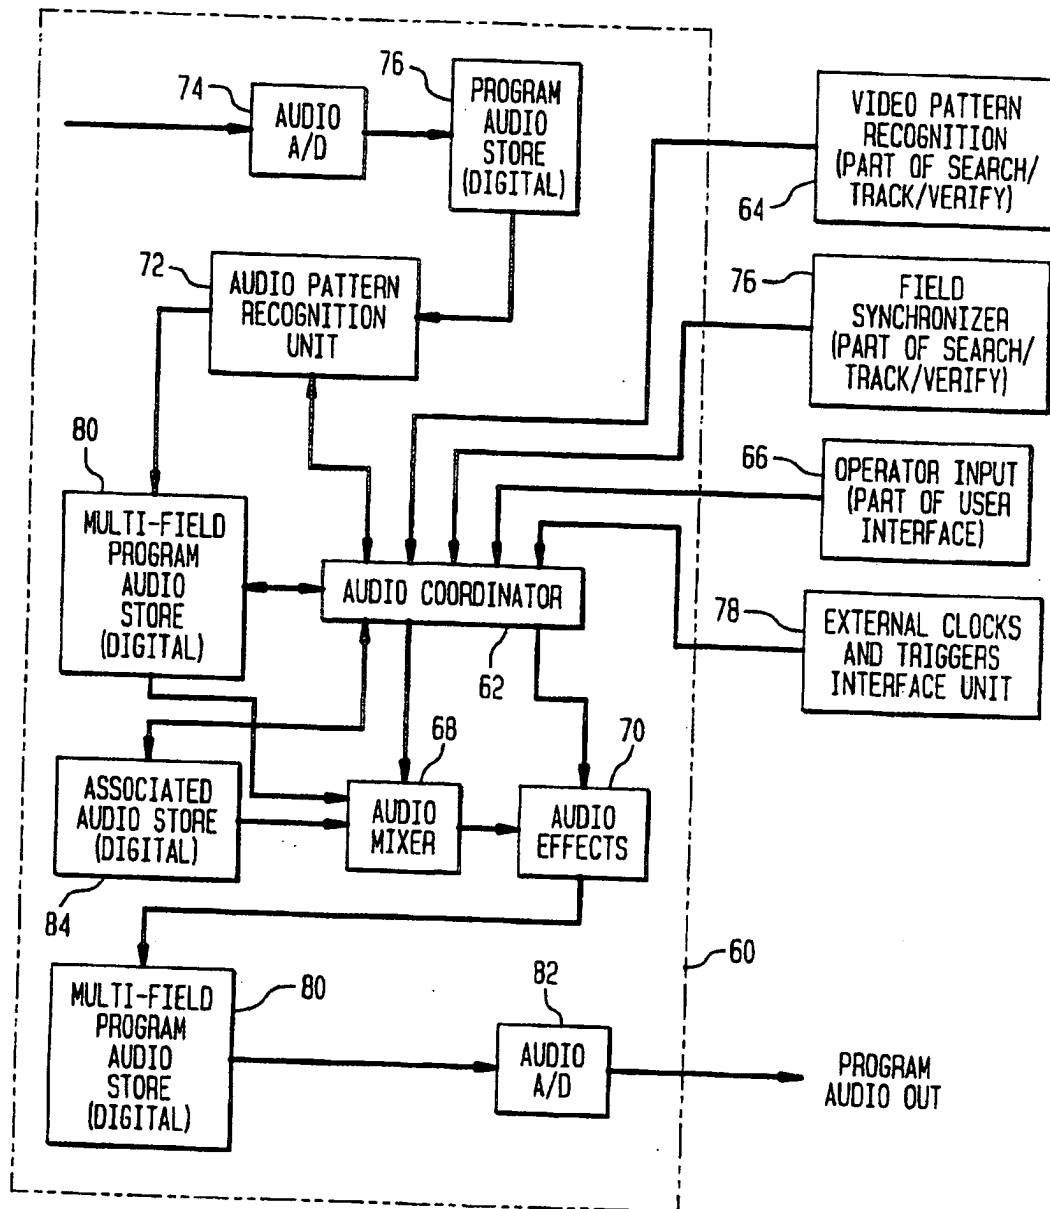 74
AUDIO
A/D
76
PROGRAM
AUDIO
STORE
(DIGITAL)
VIDEO PATTERN
RECOGNITION
(PART OF SEARCH/
TRACK/VERIFY)
64
72
AUDIO PATTERN
RECOGNITION
UNIT
76
FIELD
SYNCHRONIZER
(PART OF SEARCH/
TRACK/VERIFY)
80
MULTI-FIELD
PROGRAM
AUDIO
STORE
(DIGITAL)
66
OPERATOR INPUT
(PART OF USER
INTERFACE)
AUDIO COORDINATOR
62
78
EXTERNAL CLOCKS
AND TRIGGERS
INTERFACE UNIT
ASSOCIATED
AUDIO STORE
(DIGITAL)
84
68
AUDIO
MIXER
70
AUDIO
EFFECTS
60
MULTI-FIELD
PROGRAM
AUDIO
STORE
(DIGITAL)
80
82
AUDIO
A/D
PROGRAM
AUDIO OUT